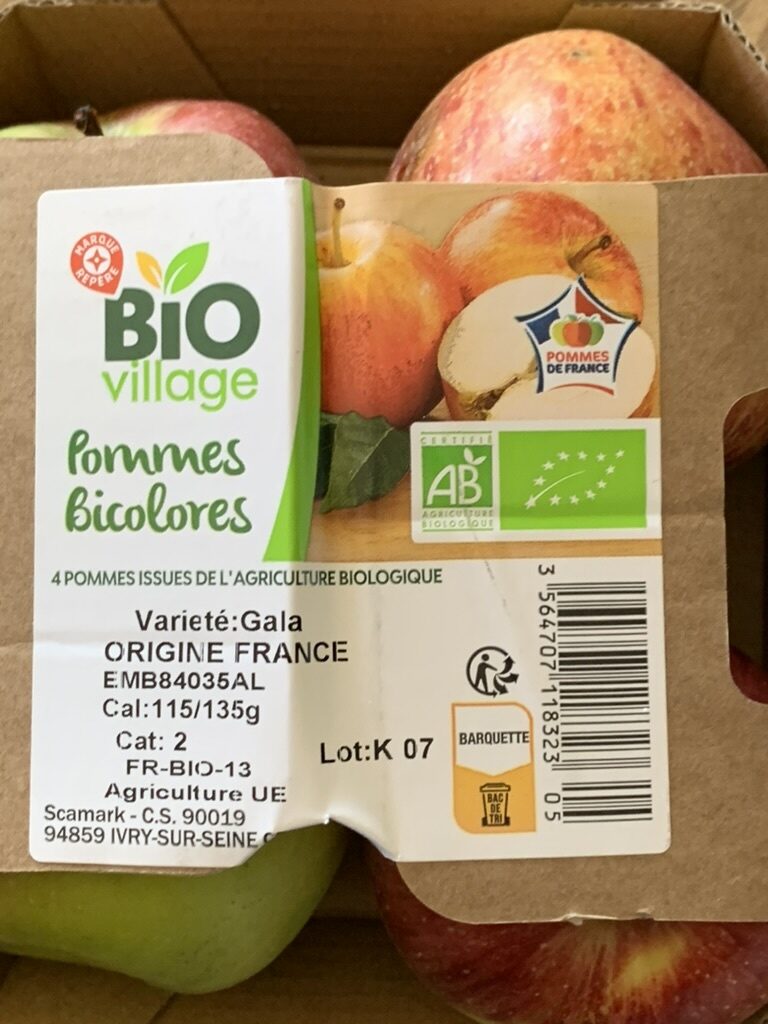 MARQUE REPÈRE
BiO
village
Pommes
Bicolores
POMMES
DE FRANCE
CERTIFIÉ
AB
AGRICULTURE
BIOLOGIQUE
4 POMMES ISSUES DE L'AGRICULTURE BIOLOGIQUE
Varieté:Gala
ORIGINE FRANCE
EMB84035AL
Cal:115/135g
Cat: 2
FR-BIO-13
Agriculture UE
Lot:K 07
Scamark - C.S. 90019
94859 IVRY-SUR-SEINE
BARQUETTE
BAC
DE
TRI
3 564707 118323 05